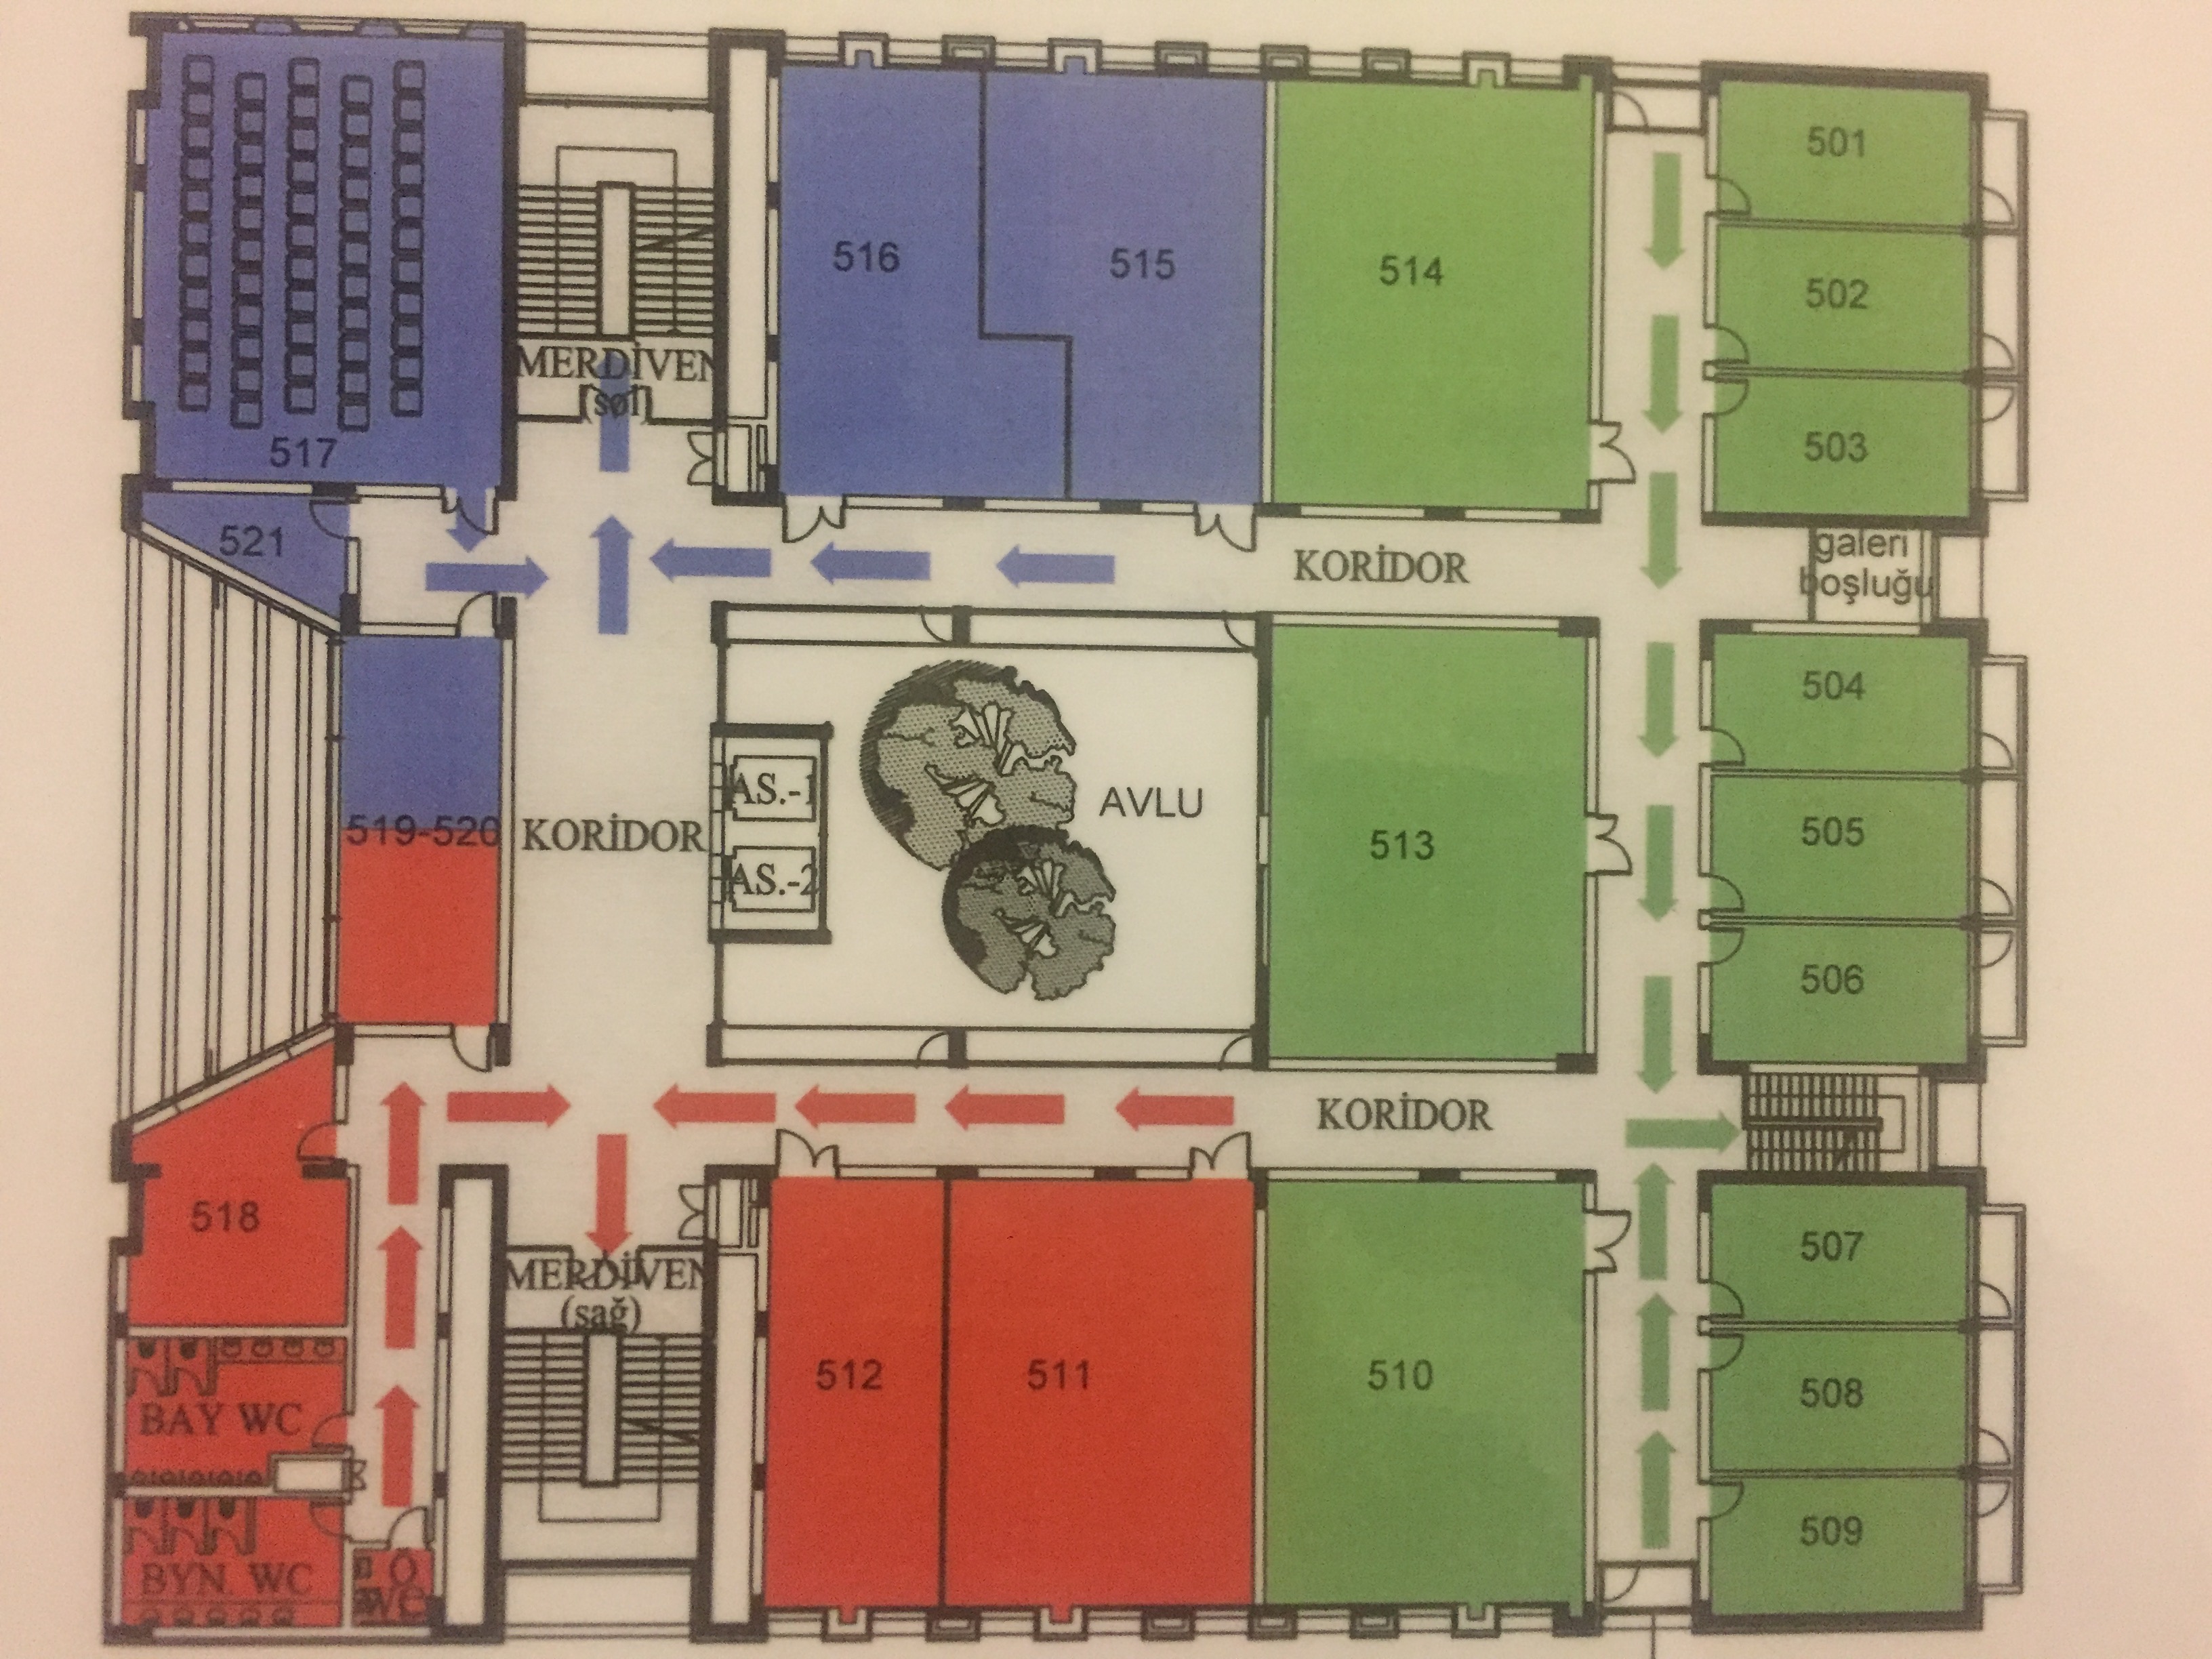 501
516
515
514
502
MERDİVEN
(sol)
517
503
521
KORİDOR
galeri
boşluğu
504
AS.-1
AVLU
519-520
KORİDOR
505
513
AS.-2
506
KORİDOR
518
507
MERDİVEN
(sağ)
512
511
510
508
BAY WC
509
BYN. WC
Ö
WC